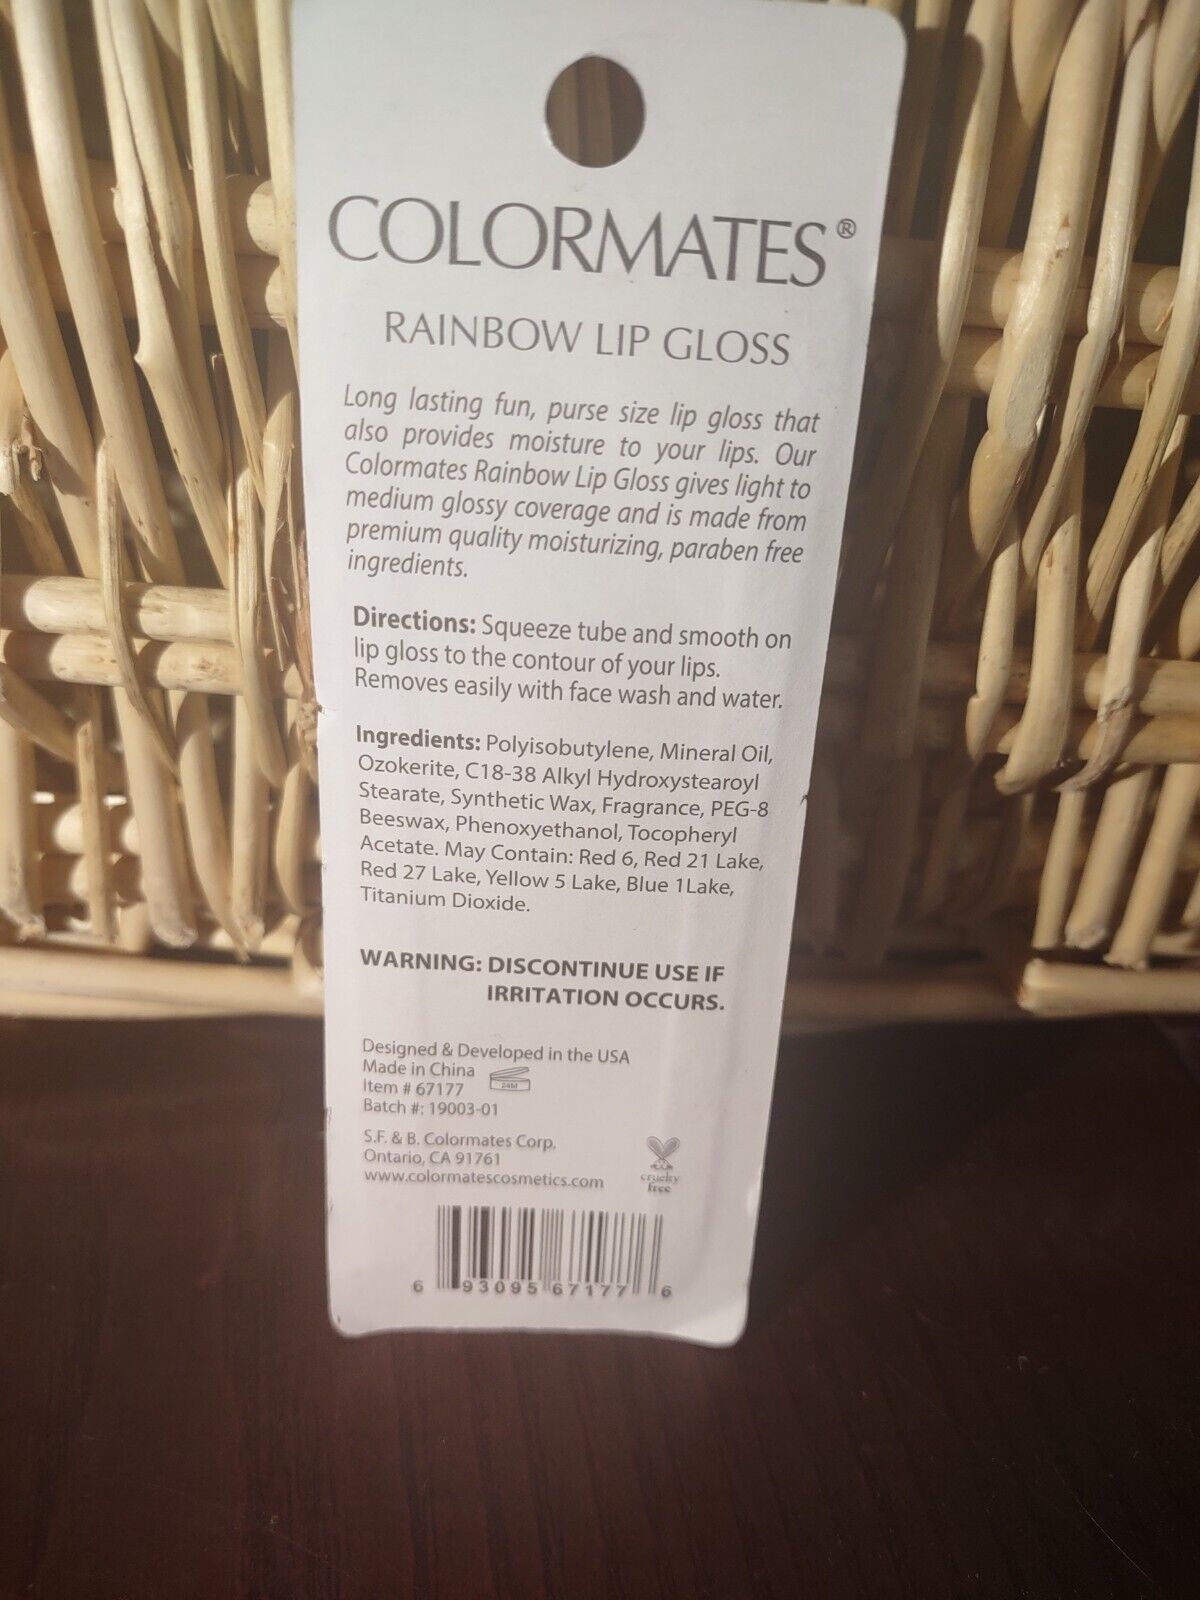 COLORMATES®
RAINBOW LIP GLOSS
Long lasting fun, purse size lip gloss that
also provides moisture to your lips. Our
Colormates Rainbow Lip Gloss gives light to
medium glossy coverage and is made from
premium quality moisturizing, paraben free
ingredients.
Directions: Squeeze tube and smooth on
lip gloss to the contour of your lips.
Removes easily with face wash and water.
Ingredients: Polyisobutylene, Mineral Oil,
Ozokerite, C18-38 Alkyl Hydroxystearoyl
Stearate, Synthetic Wax, Fragrance, PEG-8
Beeswax, Phenoxyethanol, Tocopheryl
Acetate. May Contain: Red 6, Red 21 Lake,
Red 27 Lake, Yellow 5 Lake, Blue 1Lake,
Titanium Dioxide.
WARNING: DISCONTINUE USE IF
IRRITATION OCCURS.
Designed & Developed in the USA
Made in China
24M
Item # 67177
Batch #: 19003-01
S.F. & B. Colormates Corp.
Ontario, CA 91761
www.colormatescosmetics.com
cruelty
free
6 93095 67177 6